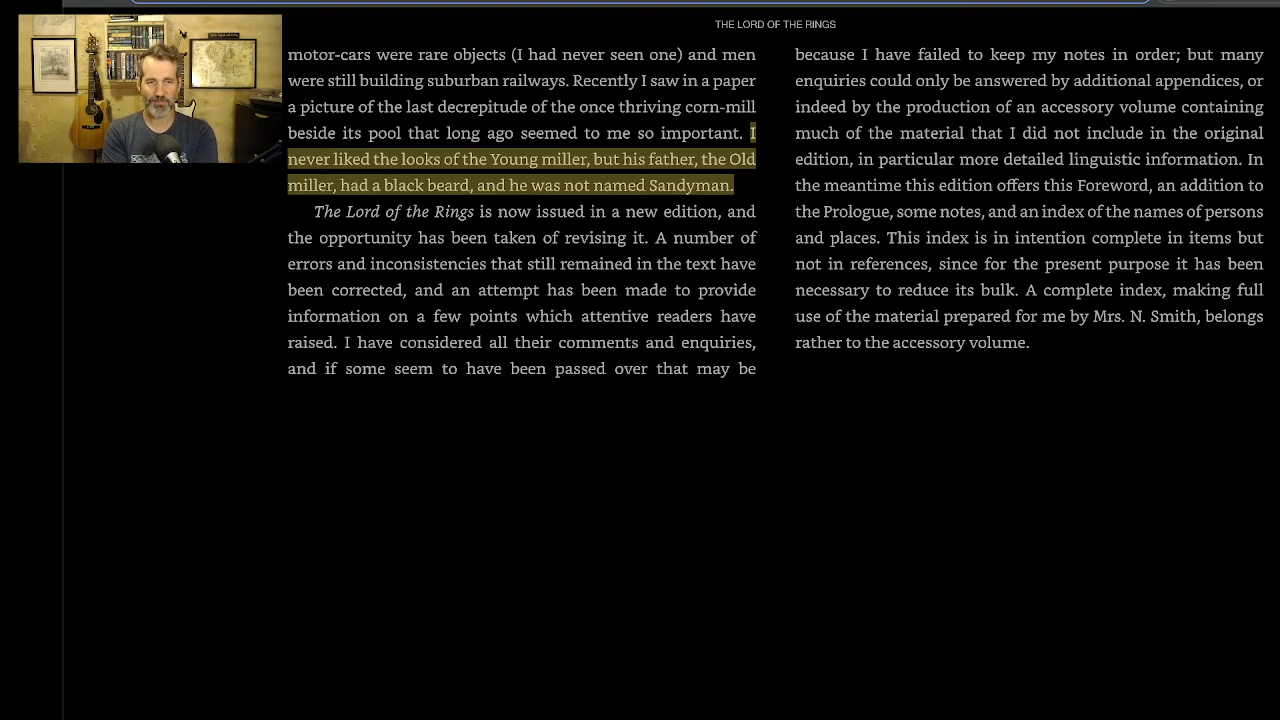 THE LORD OF THE RINGS
motor-cars were rare objects (I had never seen one) and men
were still building suburban railways. Recently I saw in a paper
a picture of the last decrepitude of the once thriving corn-mill
beside its pool that long ago seemed to me so important. I
never liked the looks of the Young miller, but his father, the Old
miller, had a black beard, and he was not named Sandyman.
The Lord of the Rings is now issued in a new edition, and
the opportunity has been taken of revising it. A number of
errors and inconsistencies that still remained in the text have
been corrected, and an attempt has been made to provide
information on a few points which attentive readers have
raised. I have considered all their comments and enquiries,
and if some seem to have been passed over that may be
because I have failed to keep my notes in order; but many
enquiries could only be answered by additional appendices, or
indeed by the production of an accessory volume containing
much of the material that I did not include in the original
edition, in particular more detailed linguistic information. In
the meantime this edition offers this Foreword, an addition to
the Prologue, some notes, and an index of the names of persons
and places. This index is in intention complete in items but
not in references, since for the present purpose it has been
necessary to reduce its bulk. A complete index, making full
use of the material prepared for me by Mrs. N. Smith, belongs
rather to the accessory volume.